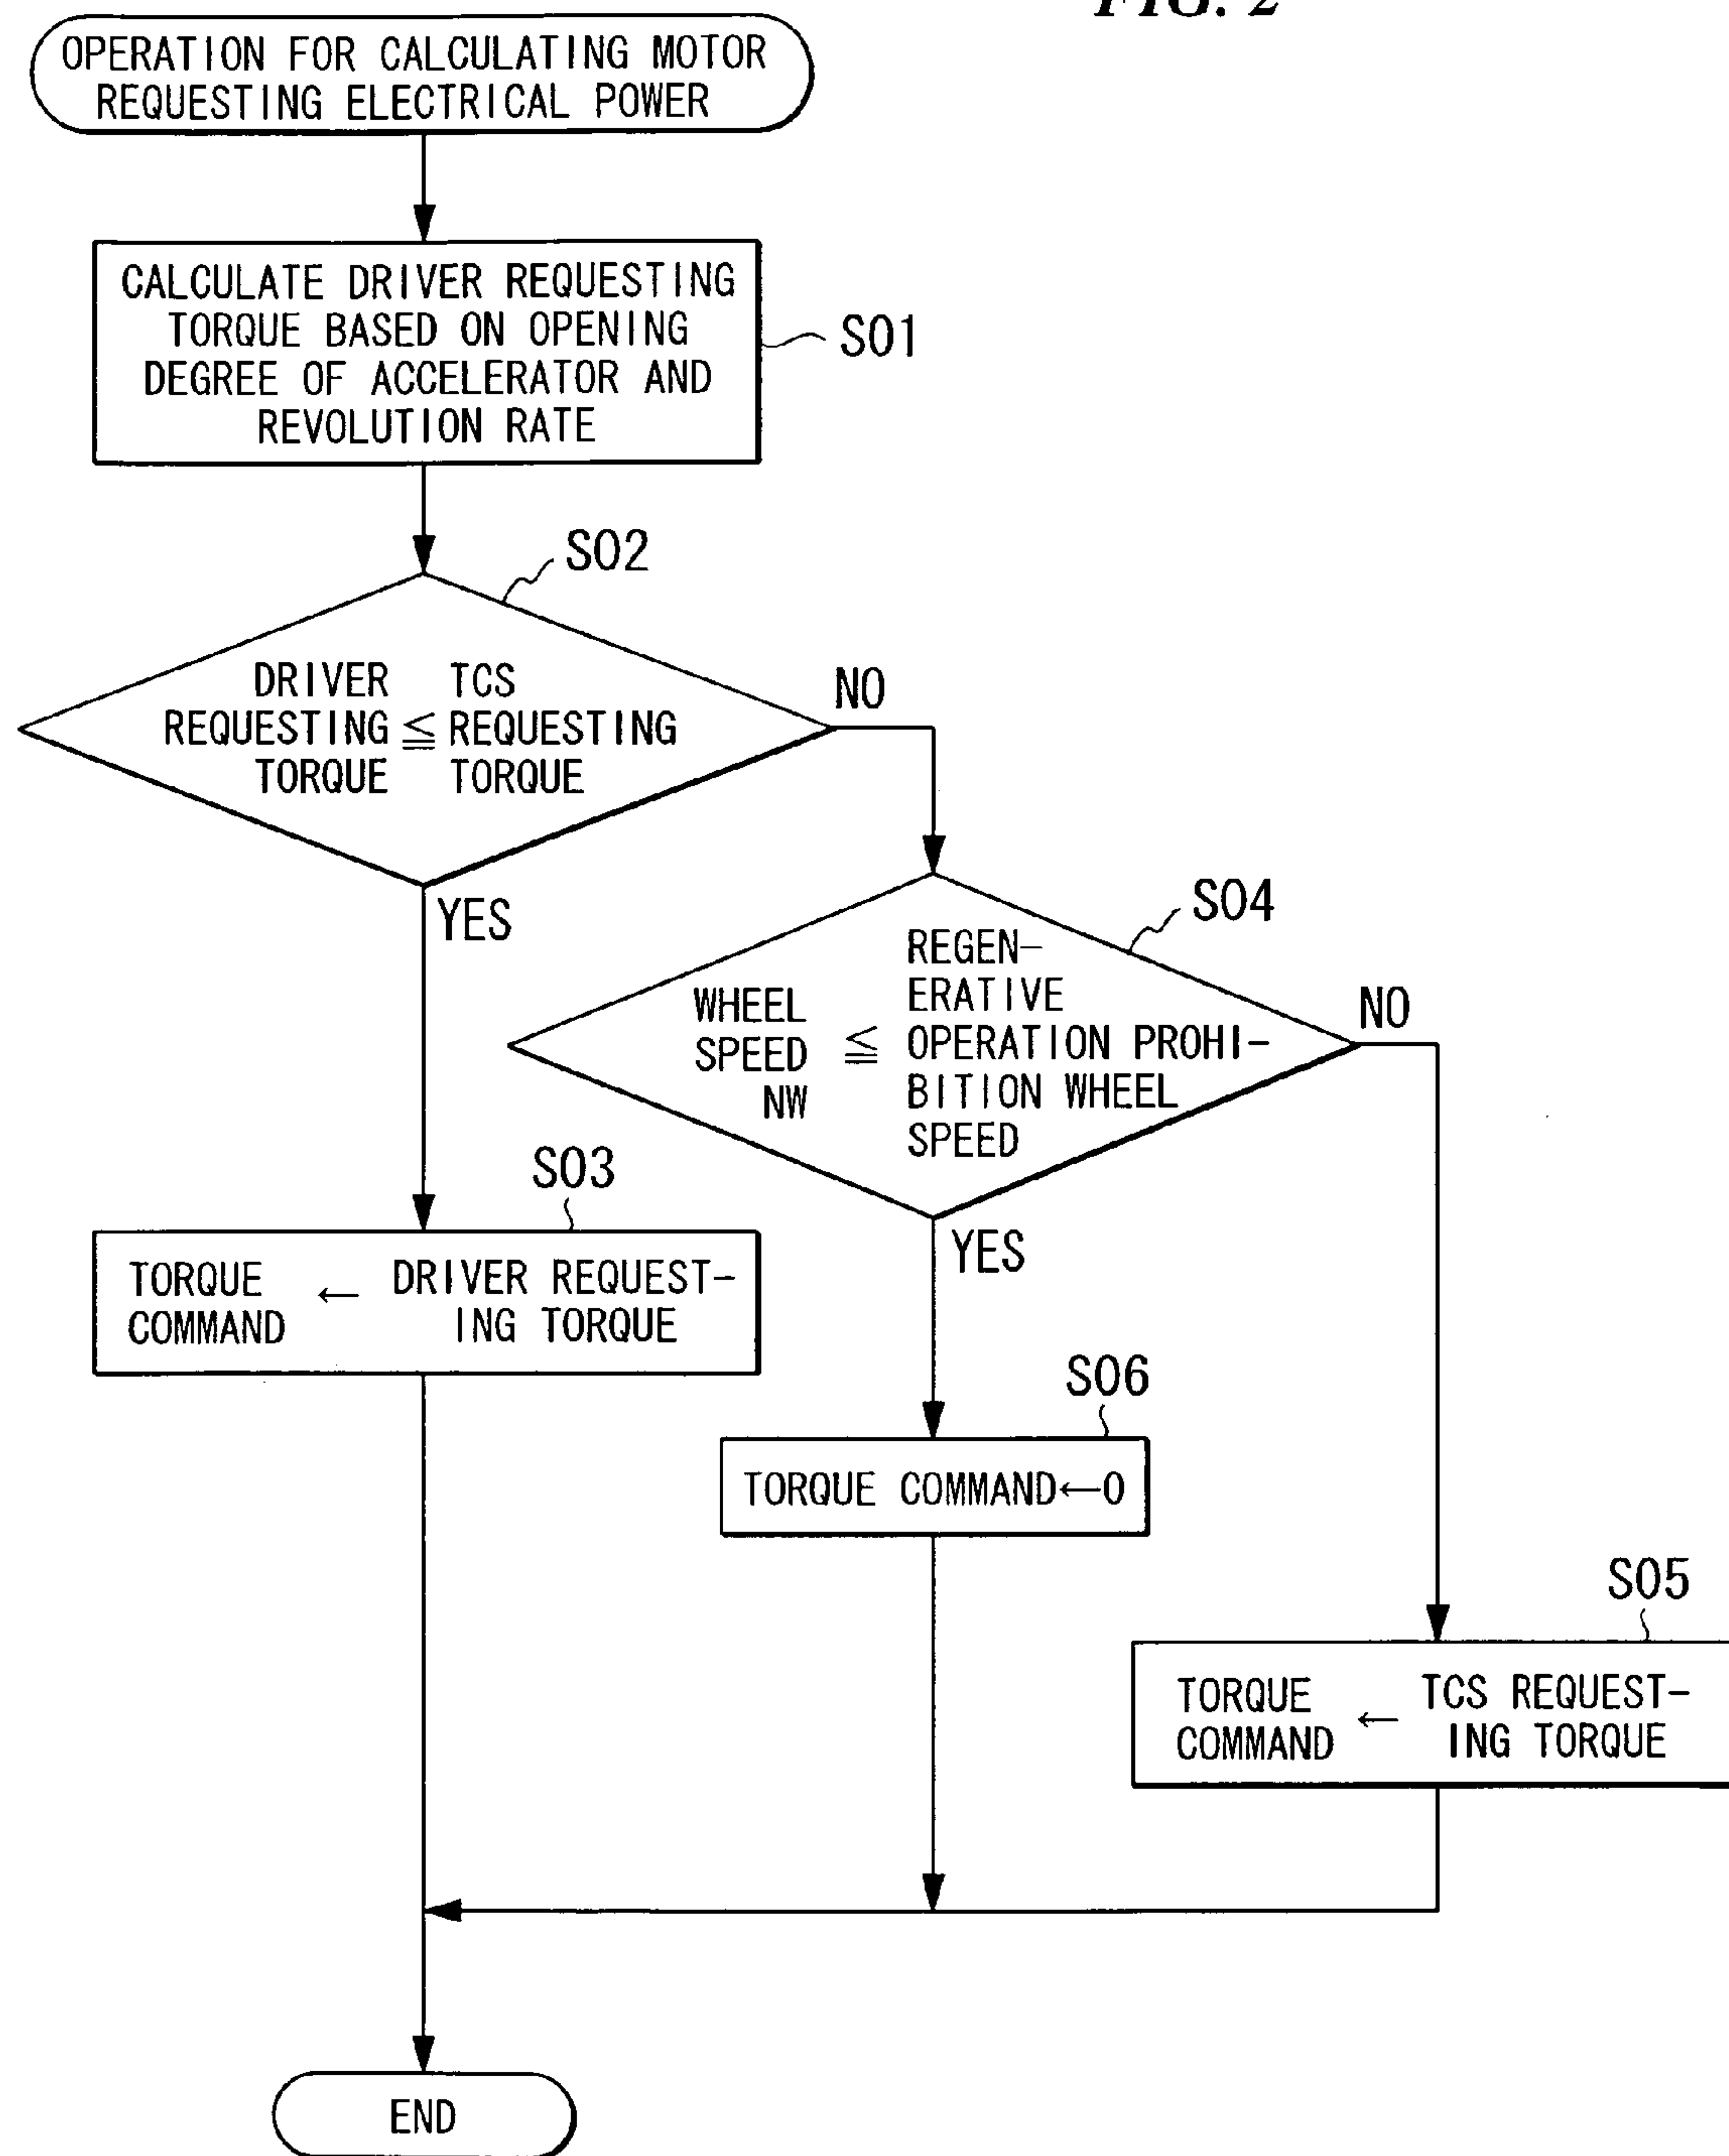 FIG. 2
OPERATION FOR CALCULATING MOTOR
REQUESTING ELECTRICAL POWER
CALCULATE DRIVER REQUESTING
TORQUE BASED ON OPENING
DEGREE OF ACCELERATOR AND
REVOLUTION RATE
S01
S02
DRIVER TCS
REQUESTING ≦ REQUESTING
TORQUE TORQUE
NO
YES
S04
REGEN-
ERATIVE
WHEEL
SPEED ≦ OPERATION PROHI-
NW BITION WHEEL
SPEED
NO
YES
S03
TORQUE ← DRIVER REQUEST-
COMMAND ING TORQUE
S06
TORQUE COMMAND←0
S05
TORQUE ← TCS REQUEST-
COMMAND ING TORQUE
END